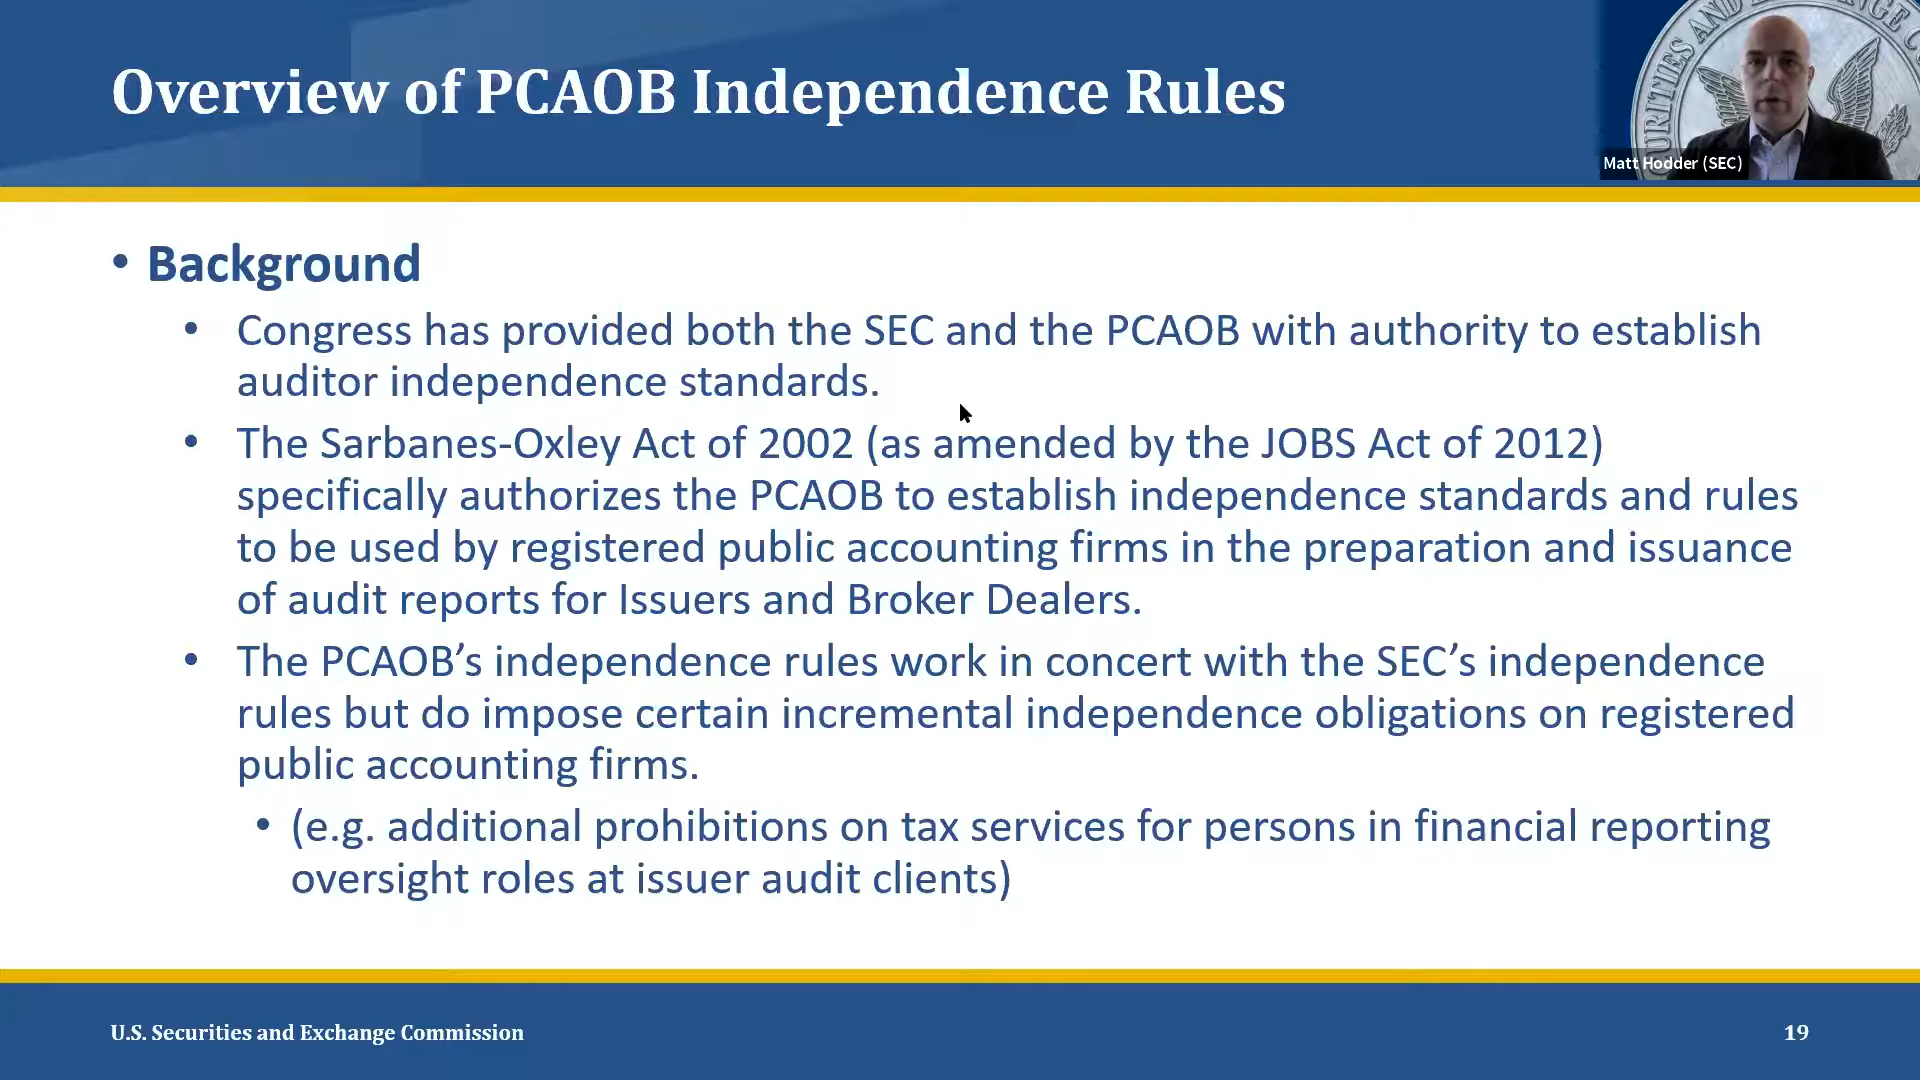 Overview of PCAOB Independence Rules
URITIES AND EXCHANGE CO
Matt Hodder (SEC)
• Background
• Congress has provided both the SEC and the PCAOB with authority to establish
auditor independence standards.
• The Sarbanes-Oxley Act of 2002 (as amended by the JOBS Act of 2012)
specifically authorizes the PCAOB to establish independence standards and rules
to be used by registered public accounting firms in the preparation and issuance
of audit reports for Issuers and Broker Dealers.
• The PCAOB’s independence rules work in concert with the SEC’s independence
rules but do impose certain incremental independence obligations on registered
public accounting firms.
• (e.g. additional prohibitions on tax services for persons in financial reporting
oversight roles at issuer audit clients)
U.S. Securities and Exchange Commission
19